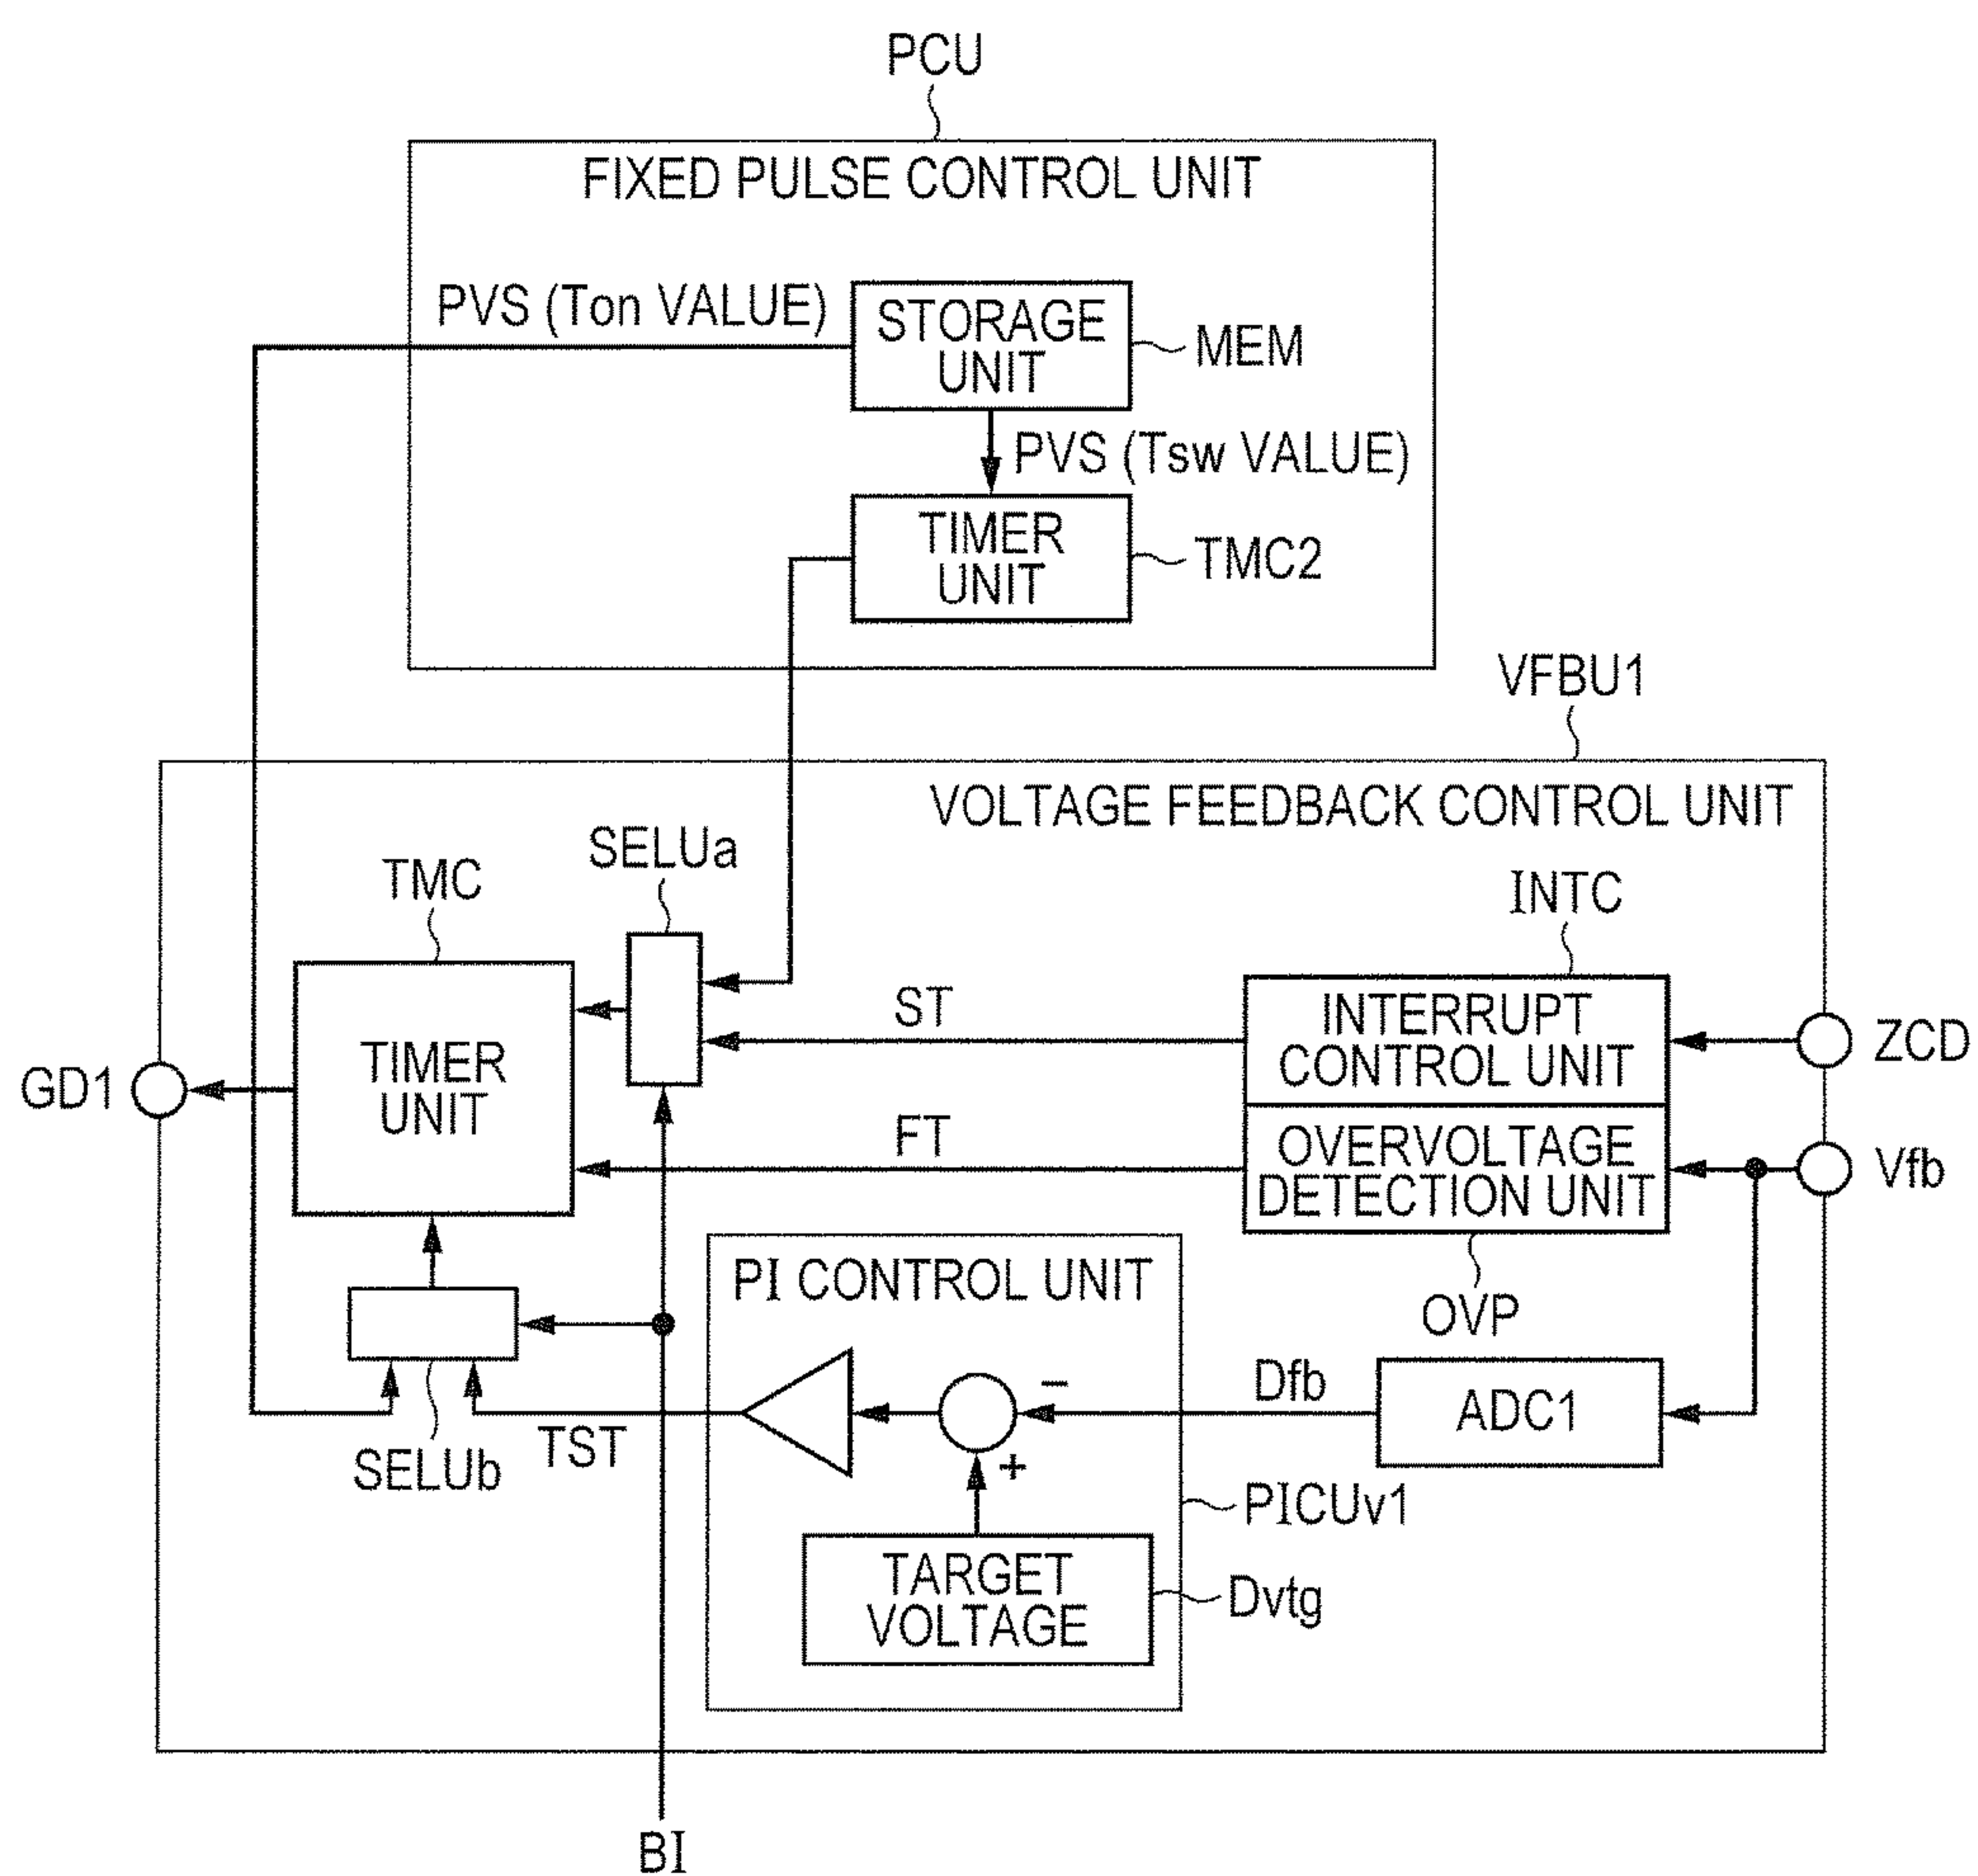 PCU
FIXED PULSE CONTROL UNIT
PVS (Ton VALUE)
STORAGE
UNIT
MEM
PVS (Tsw VALUE)
TIMER
UNIT
TMC2
VFBU1
VOLTAGE FEEDBACK CONTROL UNIT
SELUa
TMC
INTC
TIMER
UNIT
ST
INTERRUPT
CONTROL UNIT
ZCD
GD1
FT
OVERVOLTAGE
DETECTION UNIT
Vfb
PI CONTROL UNIT
OVP
Dfb
−
ADC1
+
TST
SELUb
PICUv1
TARGET
VOLTAGE
Dvtg
BI